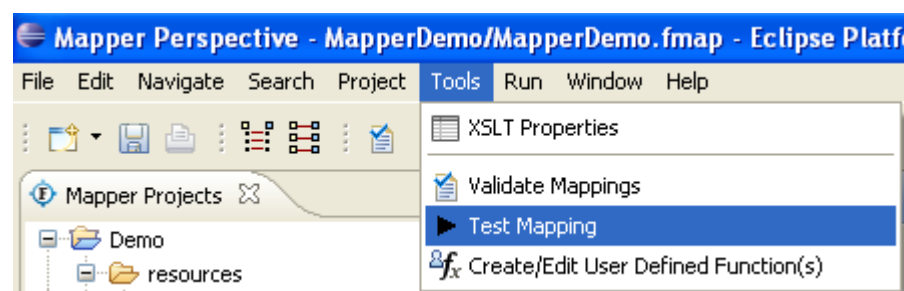 Mapper Perspective - MapperDemo/MapperDemo.fmap - Eclipse
File Edit Navigate Search Project Tools Run Window Help
XSLT Properties
Mapper Projects
Validate Mappings
Test Mapping
Demo
resources
fx Create/Edit User Defined Function(s)